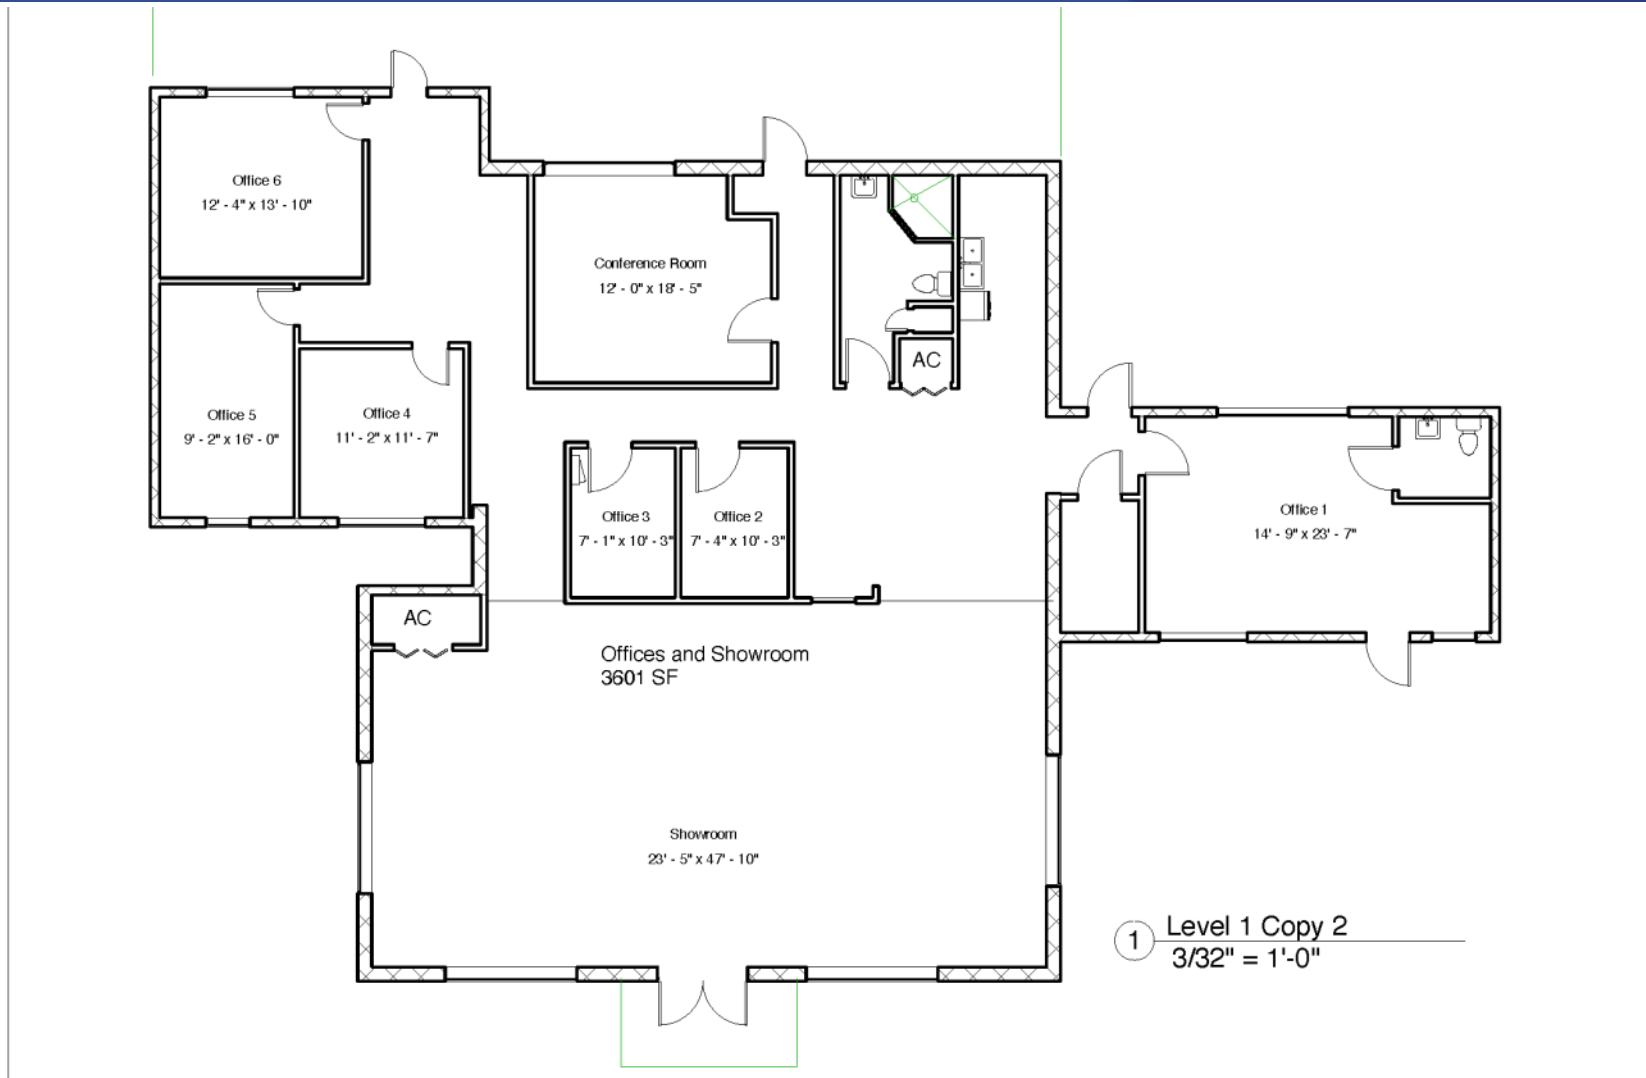 Office 6
12' - 4" x 13' - 10"
Conference Room
12' - 0" x 18' - 5"
AC
Office 5
9' - 2" x 16' - 0"
Office 4
11' - 2" x 11' - 7"
Office 3
7' - 1" x 10' - 3"
Office 2
7' - 4" x 10' - 3"
Office 1
14' - 9" x 23' - 7"
AC
Offices and Showroom
3601 SF
Showroom
23' - 5" x 47' - 10"
1
Level 1 Copy 2
3/32" = 1'-0"